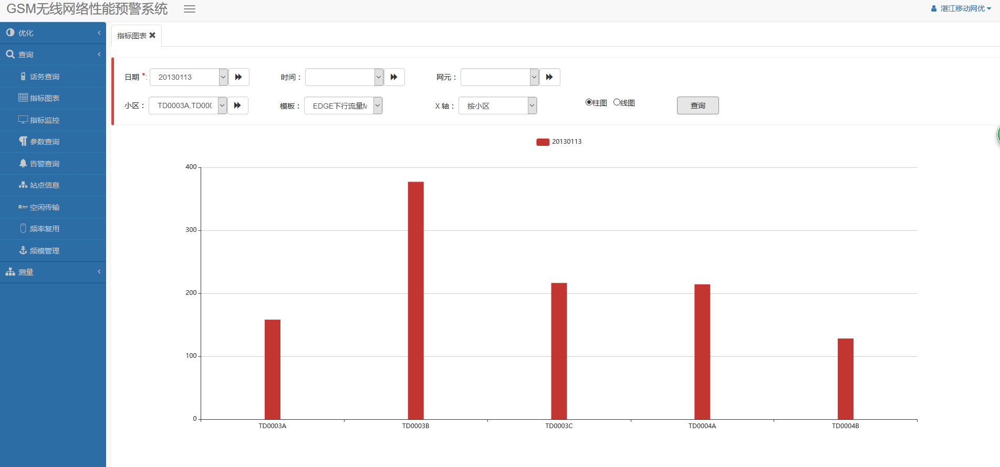 GSM无线网络性能预警系统
湛江移动网优
优化
查询
话务查询
指标图表
指标监控
参数查询
告警查询
站点信息
空闲传输
频率复用
频模管理
测量
指标图表
日期 *: 20130113 时间： 网元：
小区： TD0003A,TD000 模板： EDGE下行流量M X 轴： 按小区 柱图 线图 查询
20130113
400
300
200
100
0
TD0003A TD0003B TD0003C TD0004A TD0004B